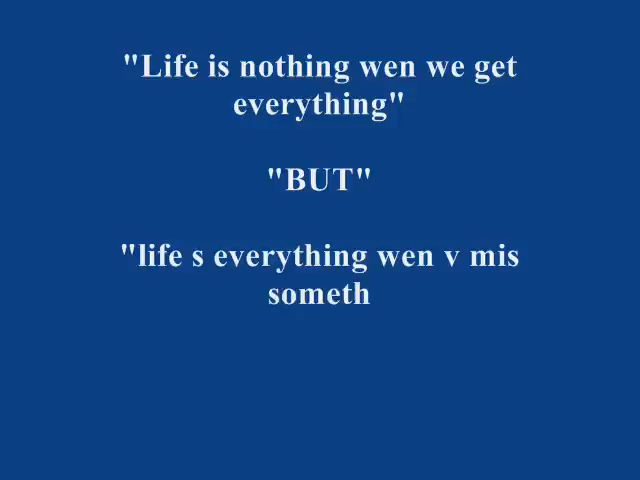 "Life is nothing wen we get
everything"
"BUT"
"life s everything wen v mis
someth